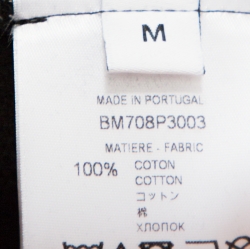 M
MADE IN PORTUGAL
BM708P3003
MATIERE - FABRIC
100% COTON
COTTON
コットン
棉
ХЛОПОК